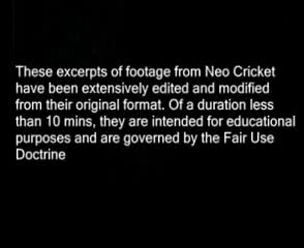 These excerpts of footage from Neo Cricket
have been extensively edited and modified
from their original format. Of a duration less
than 10 mins, they are intended for educational
purposes and are governed by the Fair Use
Doctrine